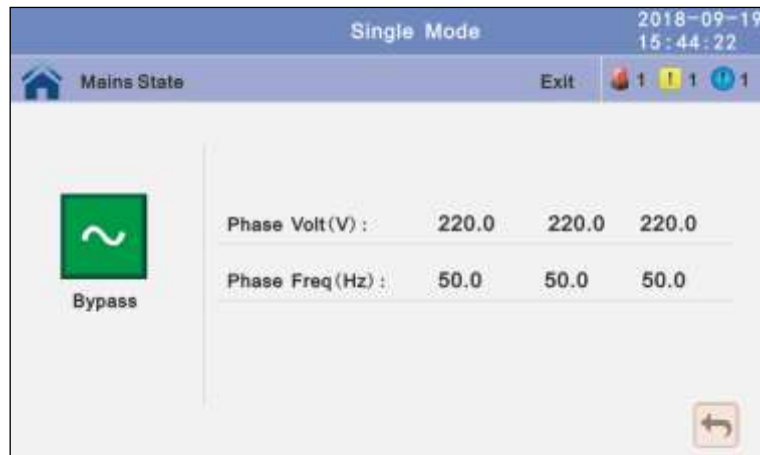 Single Mode
2018-09-19
15:44:22
Mains State Exit 1 ! 1 ! 1
Phase Volt(V): 220.0 220.0 220.0
Phase Freq(Hz): 50.0 50.0 50.0
Bypass